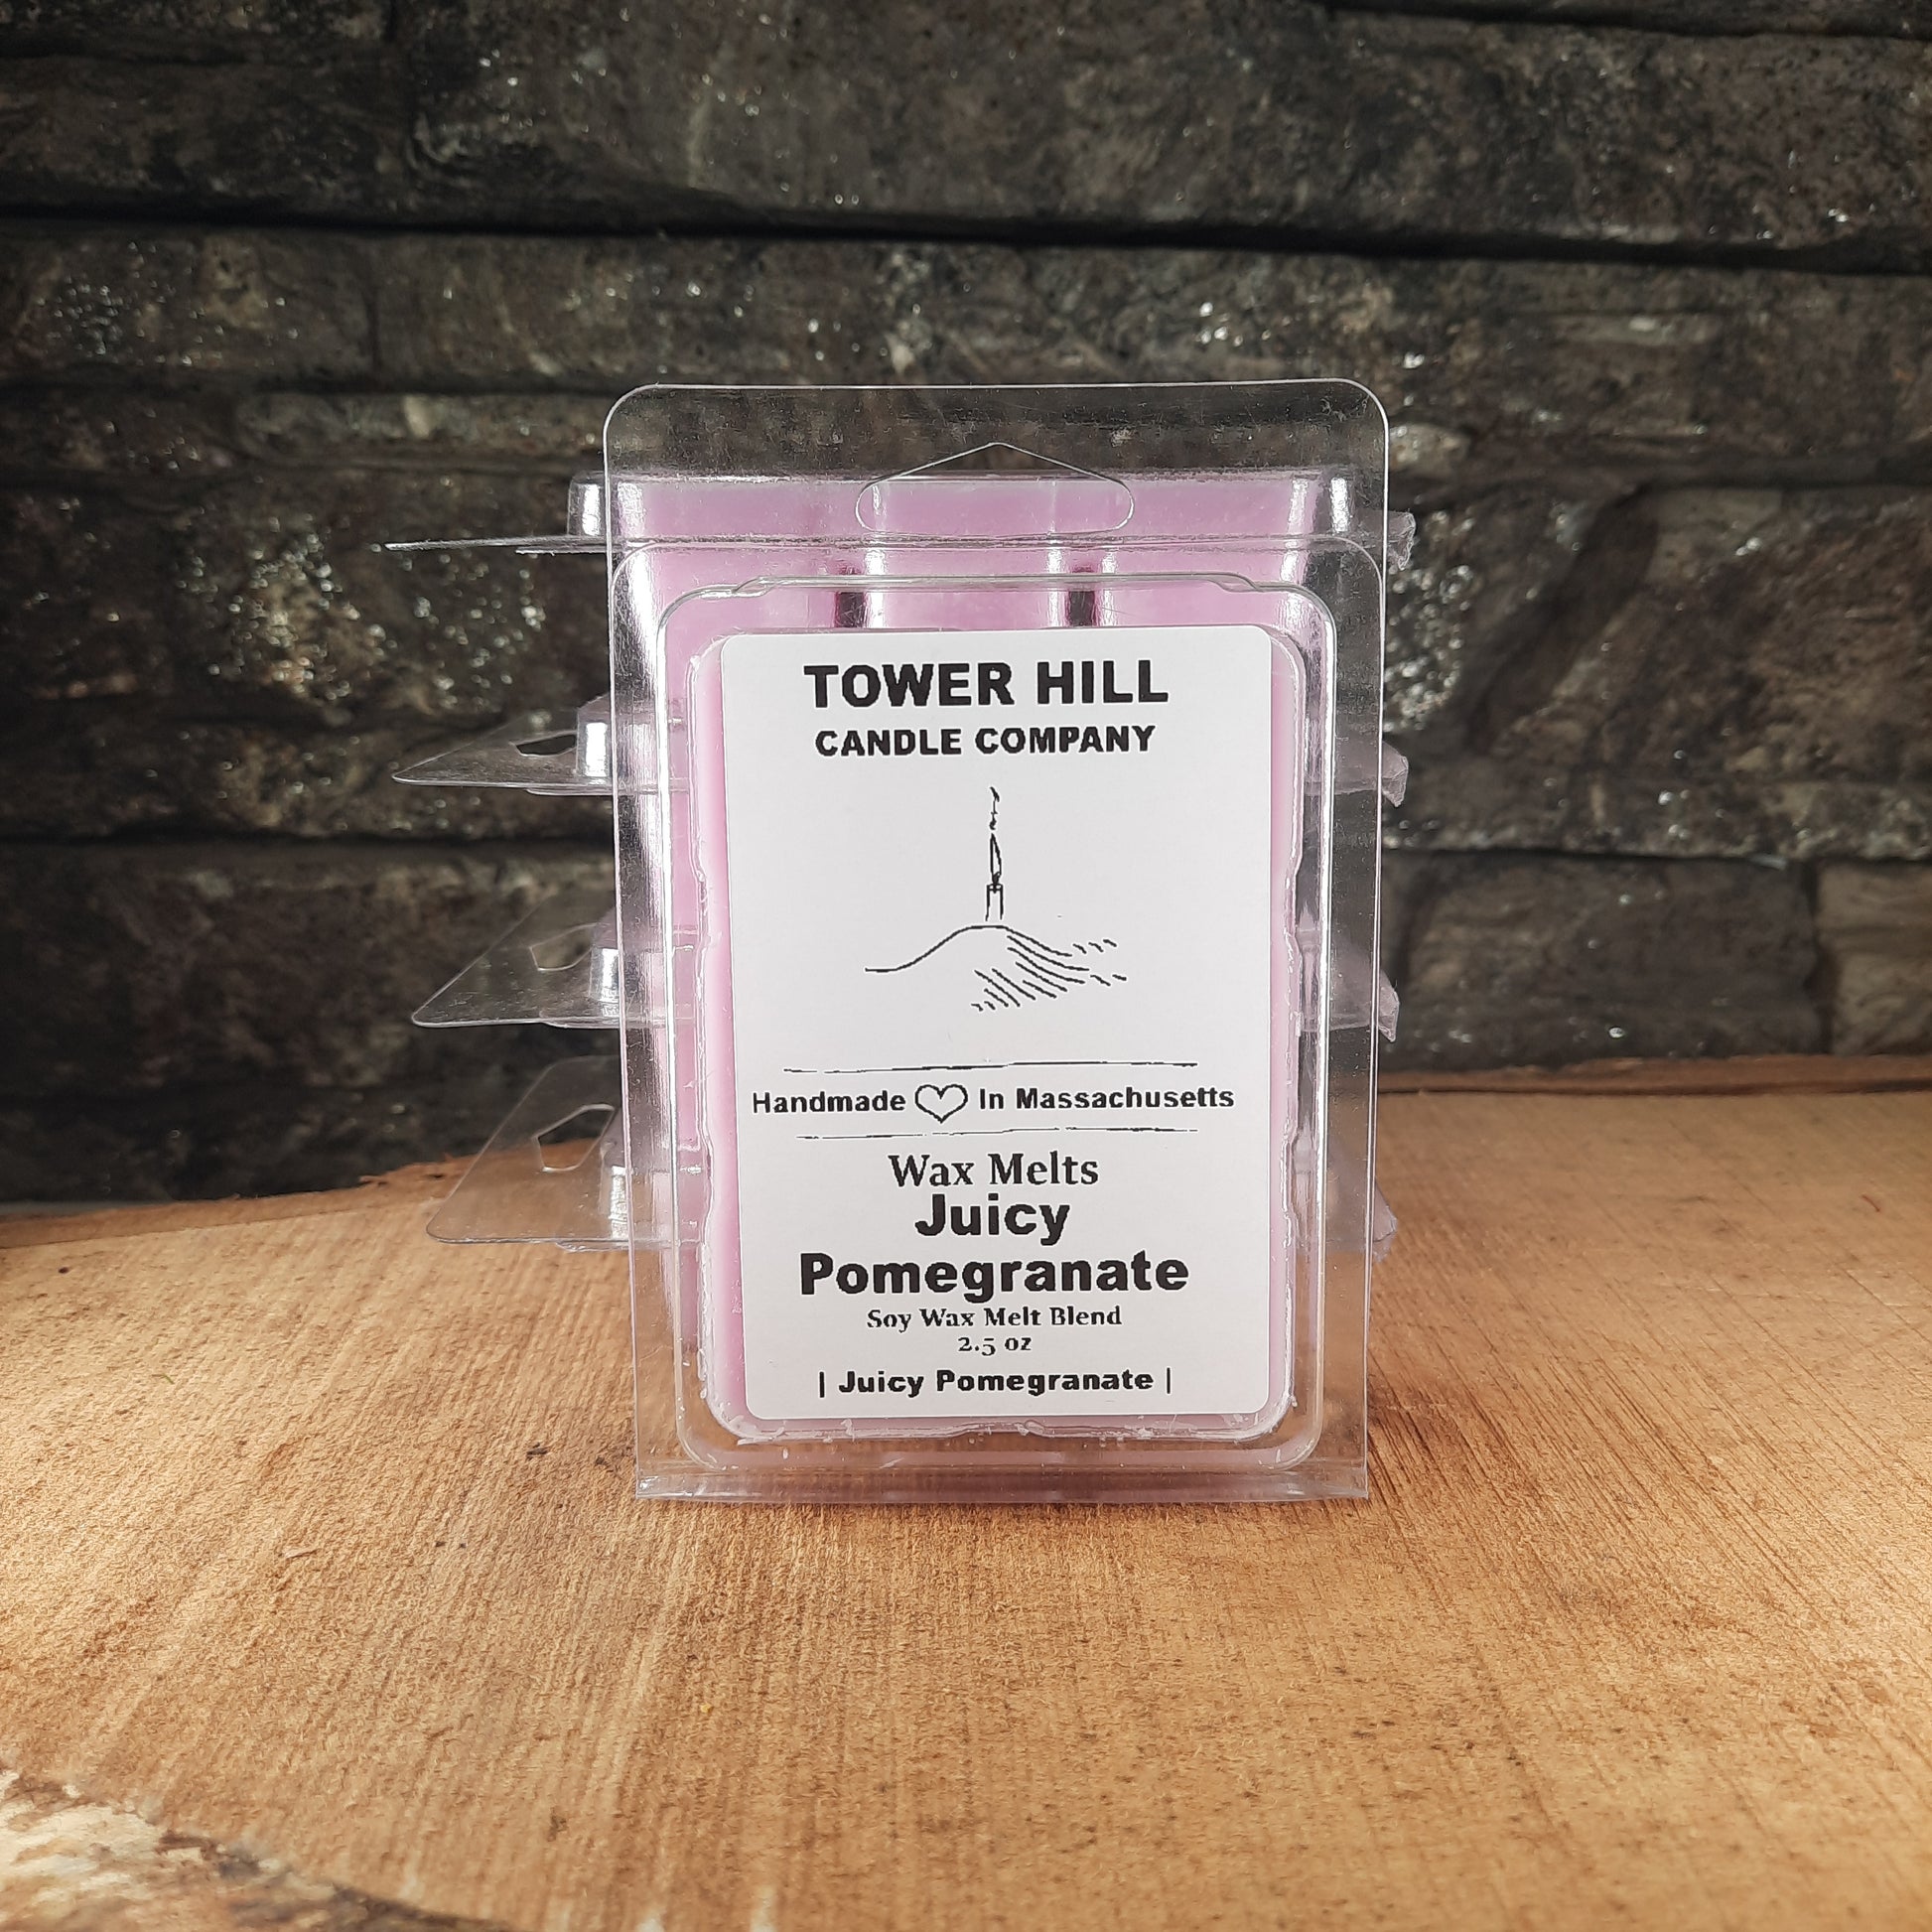 TOWER HILL
CANDLE COMPANY
Handmade In Massachusetts
Wax Melts
Juicy
Pomegranate
Soy Wax Melt Blend
2.5 oz
| Juicy Pomegranate |